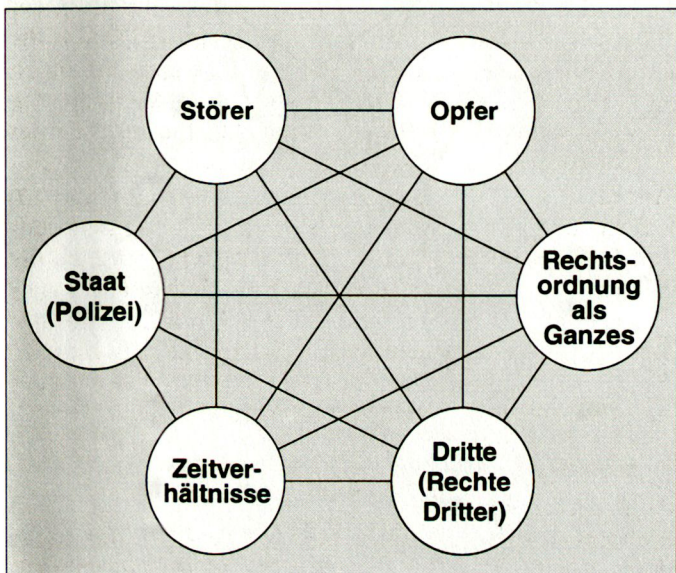 Störer
Opfer
Staat
(Polizei)
Rechts-
ordnung
als
Ganzes
Zeitver-
hältnisse
Dritte
(Rechte
Dritter)